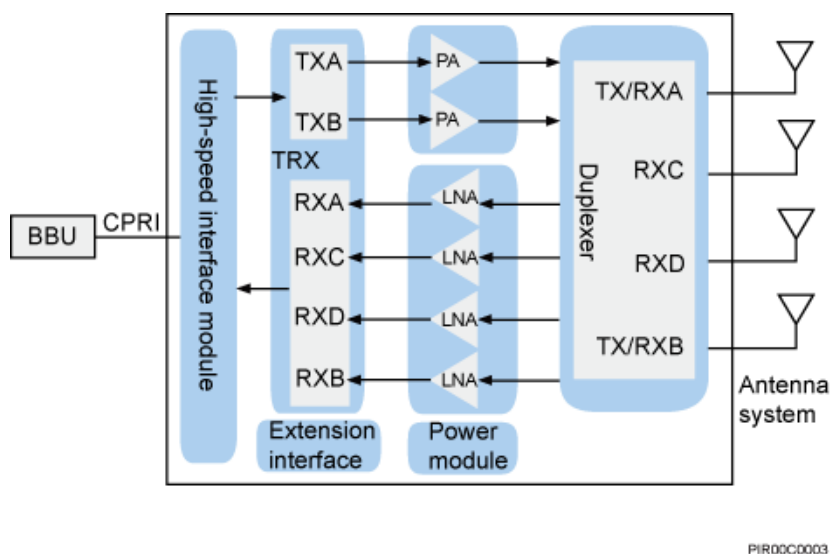 BBU
CPRI
High-speed interface module
TXA
TXB
TRX
RXA
RXC
RXD
RXB
Extension
interface
PA
PA
LNA
LNA
LNA
LNA
Power
module
Duplexer
TX/RXA
RXC
RXD
TX/RXB
Antenna
system
PIR00C0003